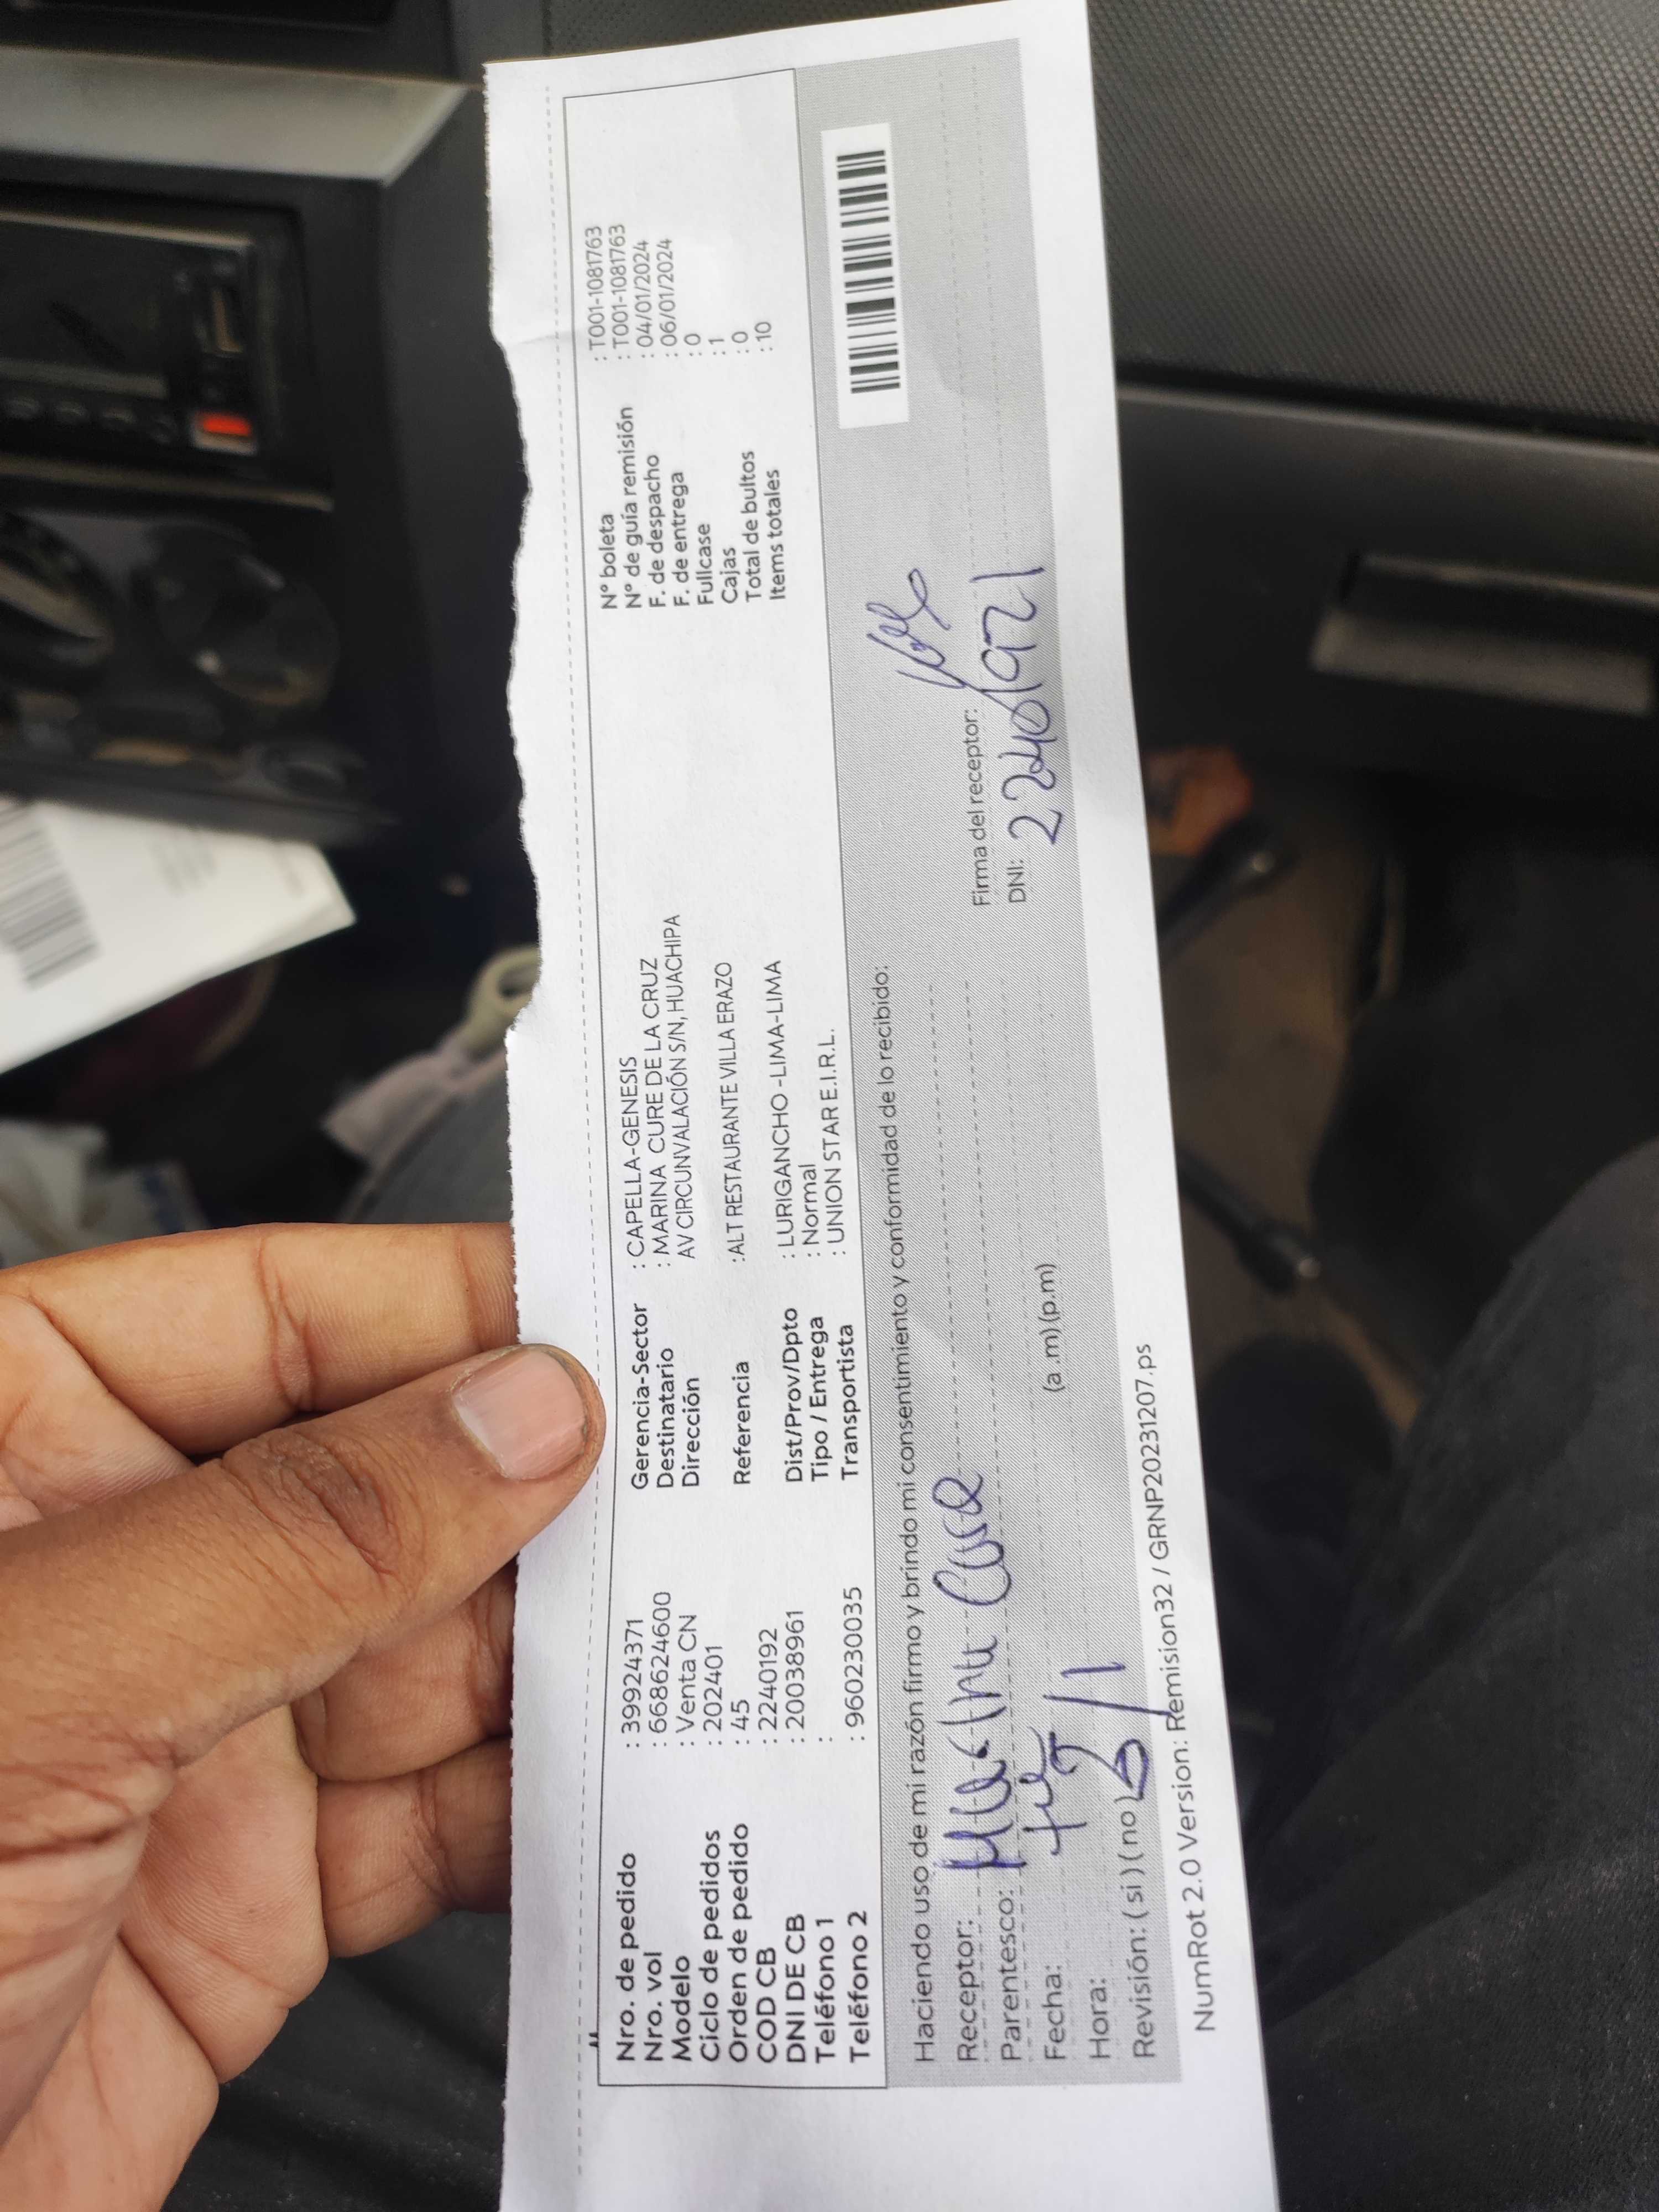 Nro. de pedido : 39924371
Nro. vol : 668624600
Modelo : Venta CN
Ciclo de pedidos : 202401
Orden de pedido : 45
COD CB : 2240192
DNI DE CB : 20038961
Teléfono 1 :
Teléfono 2 : 960230035
Gerencia-Sector : CAPELLA-GENESIS
Destinatario : MARINA CURE DE LA CRUZ
Dirección AV CIRCUNVALACIÓN S/N, HUACHIPA
Referencia : ALT RESTAURANTE VILLA ERAZO
Dist/Prov/Dpto : LURIGANCHO -LIMA-LIMA
Tipo / Entrega : Normal
Transportista : UNION STAR E.I.R.L.
N° boleta : T001-1081763
N° de guía remisión : T001-1081763
F. de despacho : 04/01/2024
F. de entrega : 06/01/2024
Fullcase : 0
Cajas : 1
Total de bultos : 0
Items totales : 10
Haciendo uso de mi razón firmo y brindo mi consentimiento y conformidad de lo recibido:
Receptor:
Parentesco:
Fecha:
Hora: (a .m) (p.m)
Revisión: ( si ) ( no )
Firma del receptor:
DNI:
NumRot 2.0 Version: Remision32 / GRNP20231207.ps